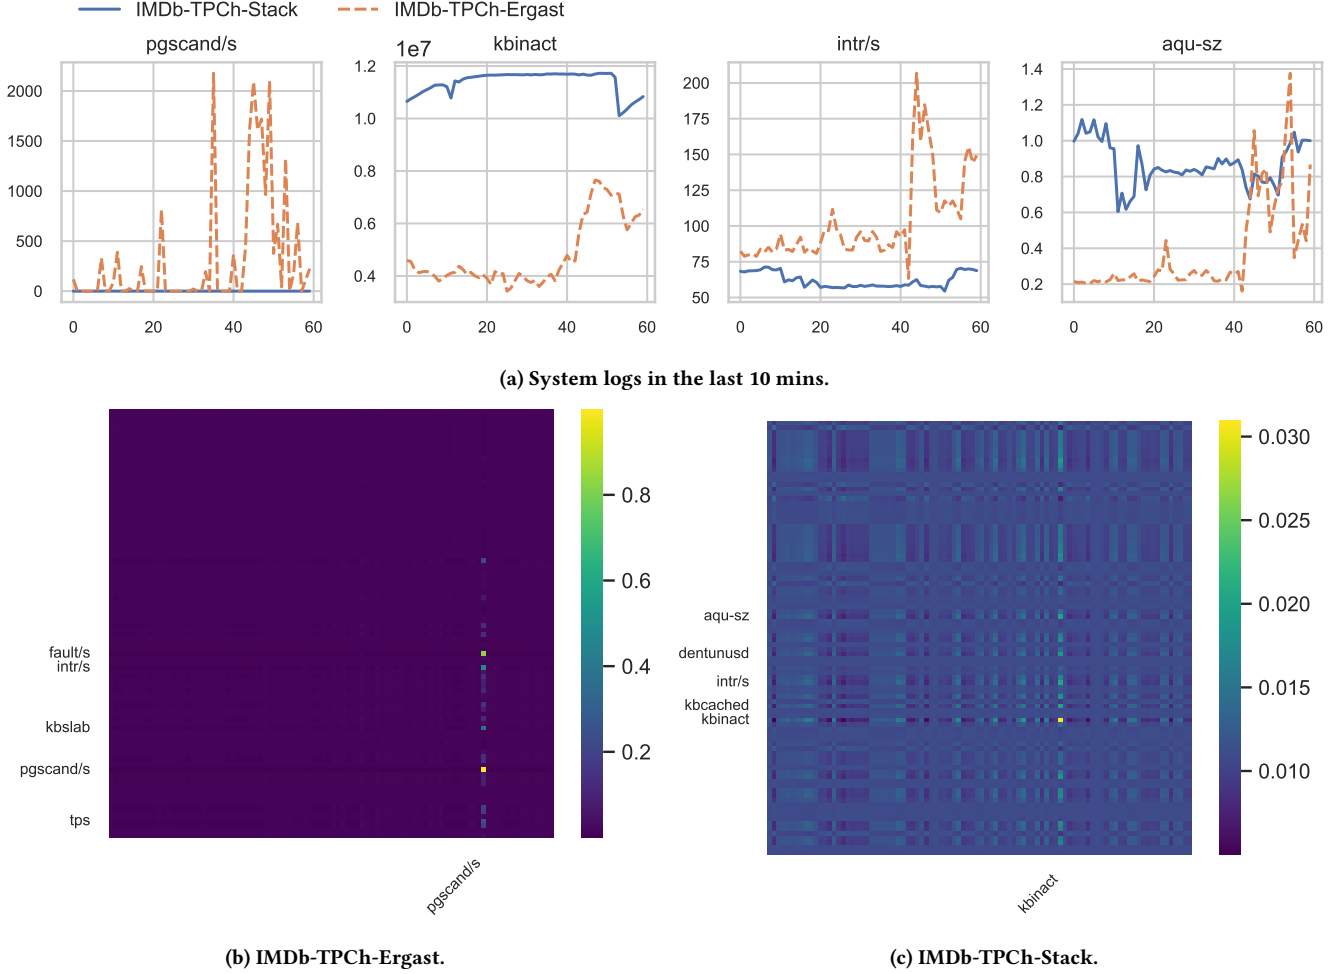 IMDb-TPCh-Stack IMDb-TPCh-Ergast
pgscand/s kbinact intr/s aqu-sz
1e7
2000
1500
1000
500
0
0 20 40 60
1.2
1.0
0.8
0.6
0.4
0 20 40 60
200
175
150
125
100
75
50
0 20 40 60
1.4
1.2
1.0
0.8
0.6
0.4
0.2
0 20 40 60
(a) System logs in the last 10 mins.
fault/s
intr/s
kbslab
pgscand/s
tps
pgscand/s
0.8
0.6
0.4
0.2
(b) IMDb-TPCh-Ergast.
aqu-sz
dentunusd
intr/s
kbcached
kbinact
kbinact
0.030
0.025
0.020
0.015
0.010
(c) IMDb-TPCh-Stack.